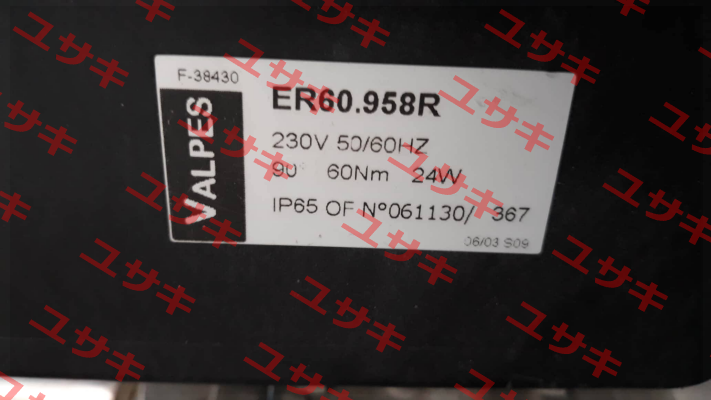 F-38430
VALPES
ER60.958R
230V 50/60HZ
90 60Nm 24W
IP65 OF N°061130/ 367
06/03 S09
ユサキ